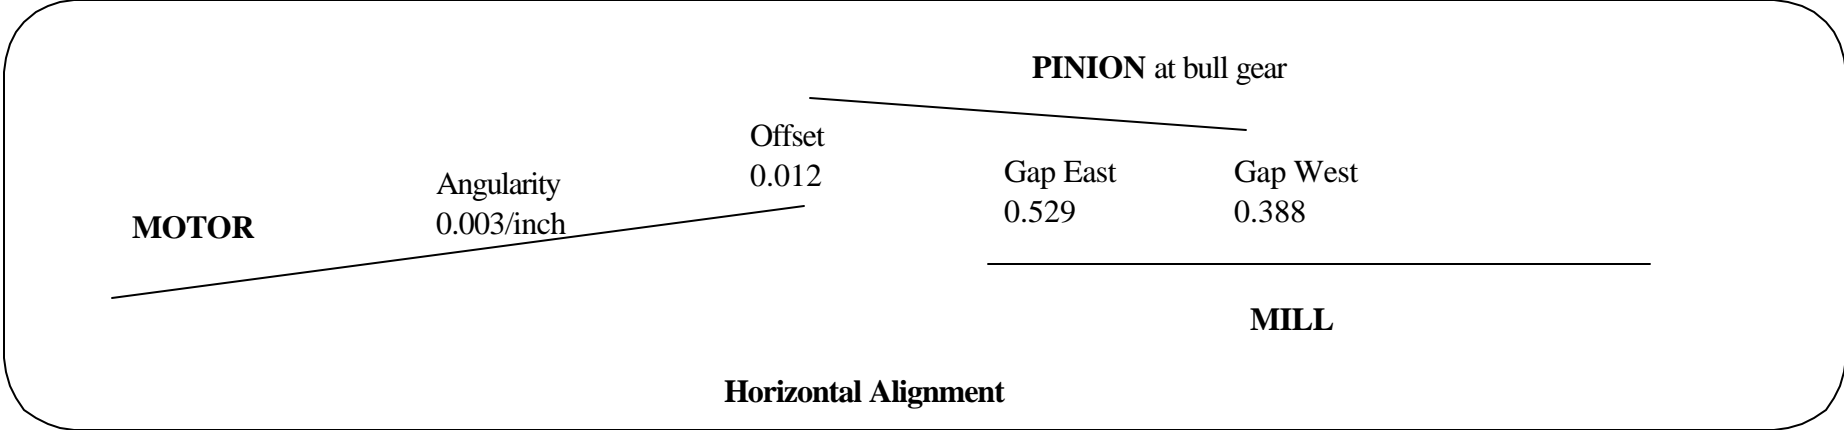 PINION at bull gear
Offset
0.012
Angularity
0.003/inch
Gap East
0.529
Gap West
0.388
MOTOR
MILL
Horizontal Alignment